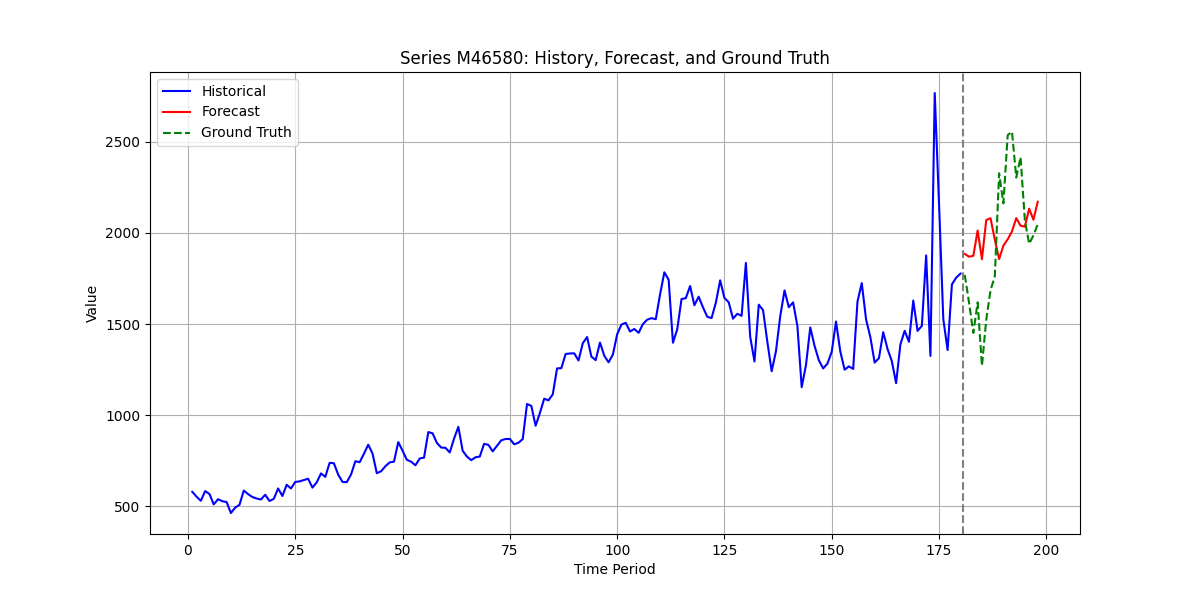 Series M46580: History, Forecast, and Ground Truth
Historical
Forecast
Ground Truth
2500
2000
1500
1000
500
Value
0
25
50
75
100
125
150
175
200
Time Period